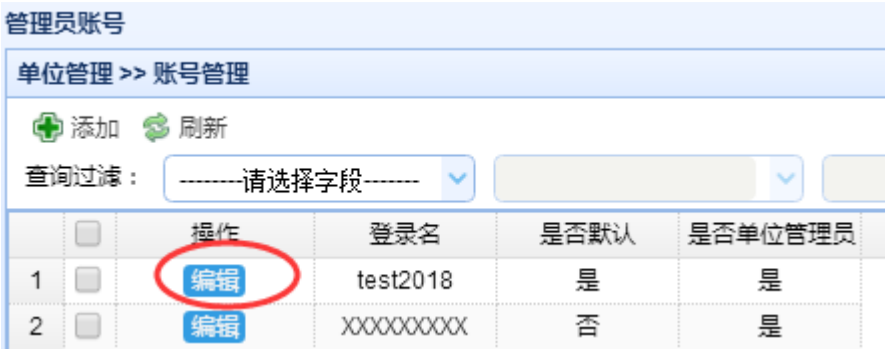 管理员账号
单位管理 >> 账号管理
添加 刷新
查询过滤： --------请选择字段-------
操作 登录名 是否默认 是否单位管理员
1 编辑 test2018 是 是
2 编辑 XXXXXXXXX 否 是